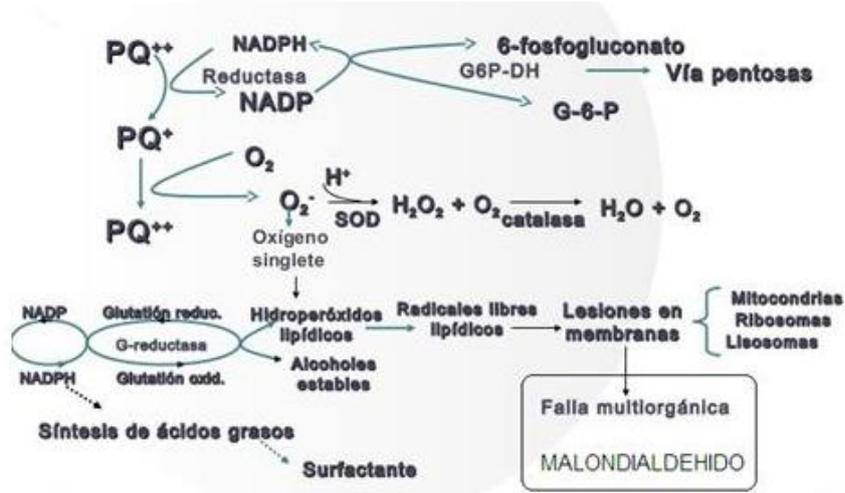 PQ++
NADPH
6-fosfogluconato
Reductasa
G6P-DH
Vía pentosas
NADP
G-6-P
PQ+
O2
H+
O2-
SOD
H2O2 + O2
catalasa
H2O + O2
PQ++
Oxígeno
singlete
NADP
Glutatión reduc.
Hidroperóxidos
lipídicos
Radicales libres
lipídicos
Lesiones en
membranas
Mitocondrias
Ribosomas
Lisosomas
G-reductasa
Alcoholes
estables
NADPH
Glutatión oxid.
Síntesis de ácidos grasos
Surfactante
Falla multiorgánica
MALONDIALDEHIDO